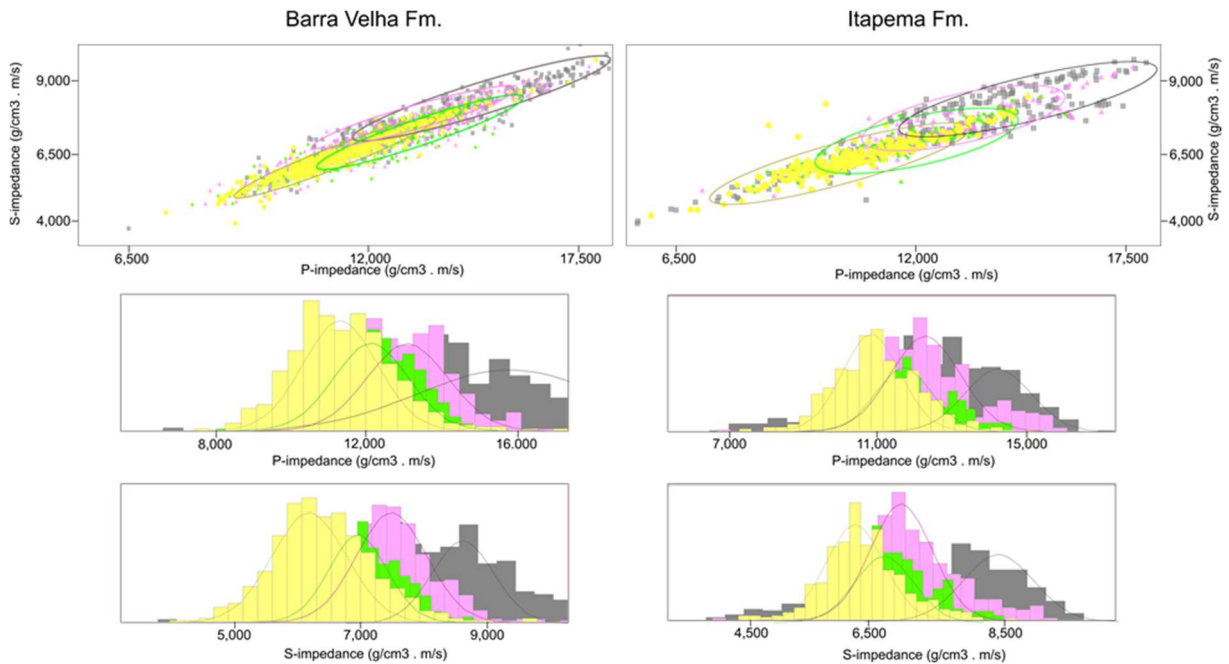 Barra Velha Fm.
Itapema Fm.
S-impedance (g/cm3 . m/s)
9,000
6,500
4,000
6,500
12,000
17,500
P-impedance (g/cm3 . m/s)
9,000
6,500
4,000
S-impedance (g/cm3 . m/s)
6,500
12,000
17,500
P-impedance (g/cm3 . m/s)
8,000
12,000
16,000
P-impedance (g/cm3 . m/s)
7,000
11,000
15,000
P-impedance (g/cm3 . m/s)
5,000
7,000
9,000
S-impedance (g/cm3 . m/s)
4,500
6,500
8,500
S-impedance (g/cm3 . m/s)